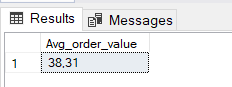 Results Messages
Avg_order_value
1 38,31